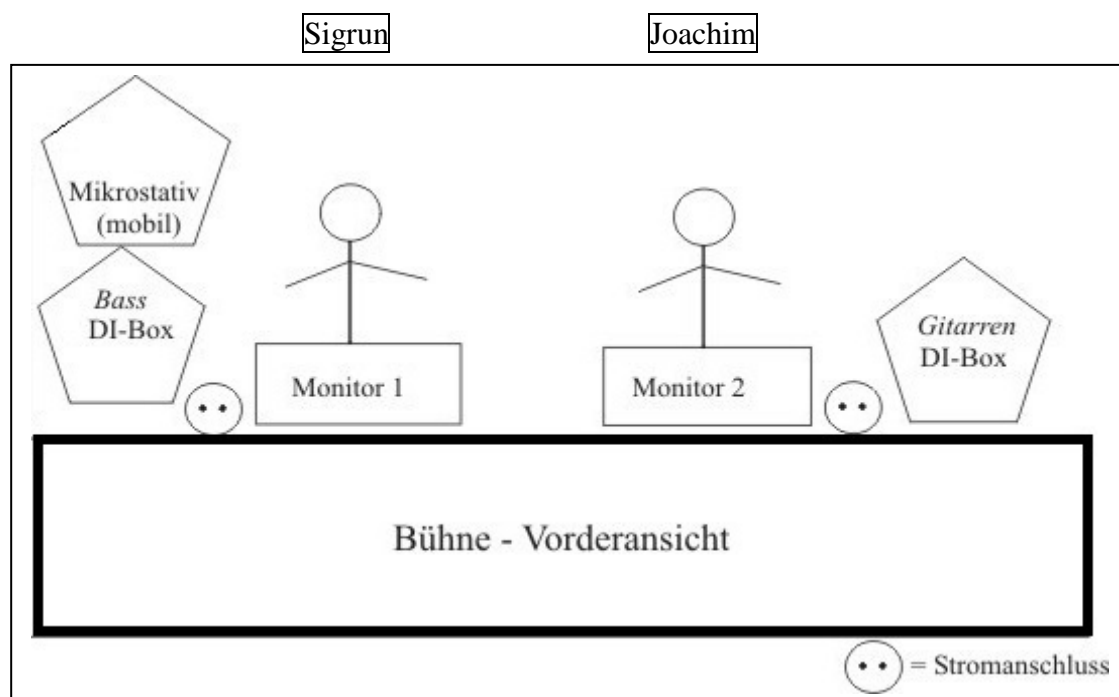 Sigrun
Joachim
Mikrostativ
(mobil)
Bass
DI-Box
Monitor 1
Monitor 2
Gitarren
DI-Box
Bühne - Vorderansicht
= Stromanschluss